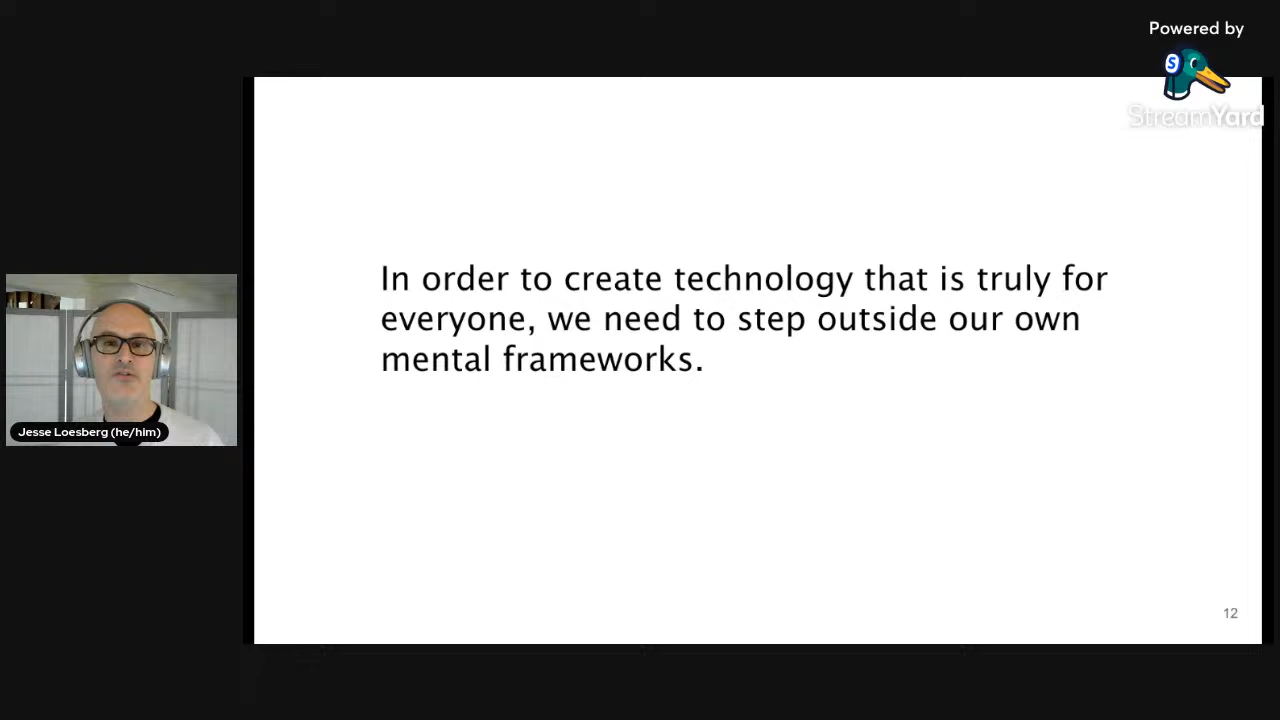 Powered by
S
StreamYard
In order to create technology that is truly for
everyone, we need to step outside our own
mental frameworks.
Jesse Loesberg (he/him)
12